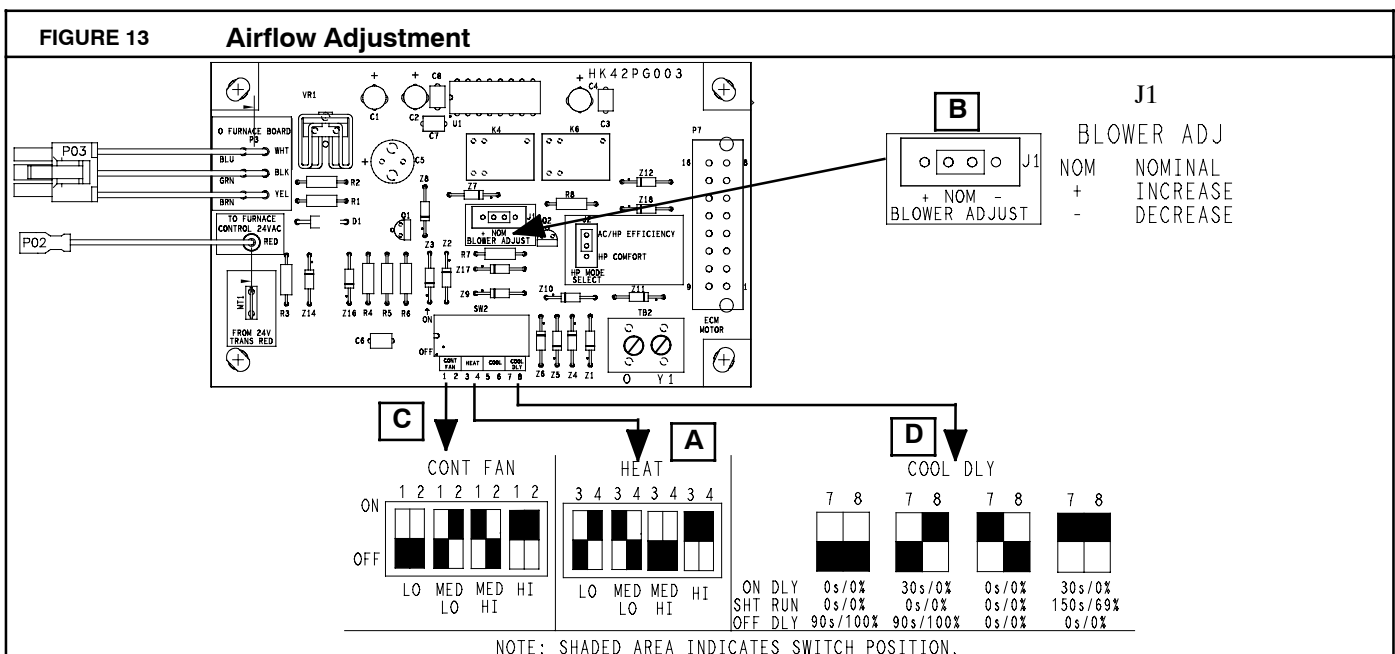 FIGURE 13 Airflow Adjustment
HK42PG003
VR1
C1
C2
C8
U1
C7
C4
C3
O FURNACE BOARD
P3
WHT
BLU
BLK
GRN
YEL
BRN
P03
C5
K4
K6
P7
16
8
R2
R1
Z8
Z7
R8
Z12
Z18
TO FURNACE
CONTROL 24VAC
RED
P02
D1
Q1
J1
+ NOM
BLOWER ADJUST
AC/HP EFFICIENCY
HP COMFORT
HP MODE
SELECT
Z3
Z2
R7
Z17
Z9
Z10
Z11
9
1
ECM
MOTOR
NT1
FROM 24V
TRANS RED
R3
Z14
Z16
R4
R5
R6
C6
ON
OFF
SW2
CONT FAN
HEAT
COOL
COOL DLY
1 2 3 4 5 6 7 8
Z6
Z5
Z4
Z1
TB2
O Y1
B
J1
+ NOM -
BLOWER ADJUST
J1
BLOWER ADJ
NOM NOMINAL
+ INCREASE
- DECREASE
C
A
D
CONT FAN
1 2 1 2 1 2 1 2
ON
OFF
LO MED LO MED HI HI
HEAT
3 4 3 4 3 4 3 4
LO MED LO MED HI HI
COOL DLY
7 8 7 8 7 8 7 8
ON DLY 0s/0% 30s/0% 0s/0% 30s/0%
SHT RUN 0s/0% 0s/0% 0s/0% 150s/69%
OFF DLY 90s/100% 90s/100% 0s/0% 0s/0%
NOTE: SHADED AREA INDICATES SWITCH POSITION.